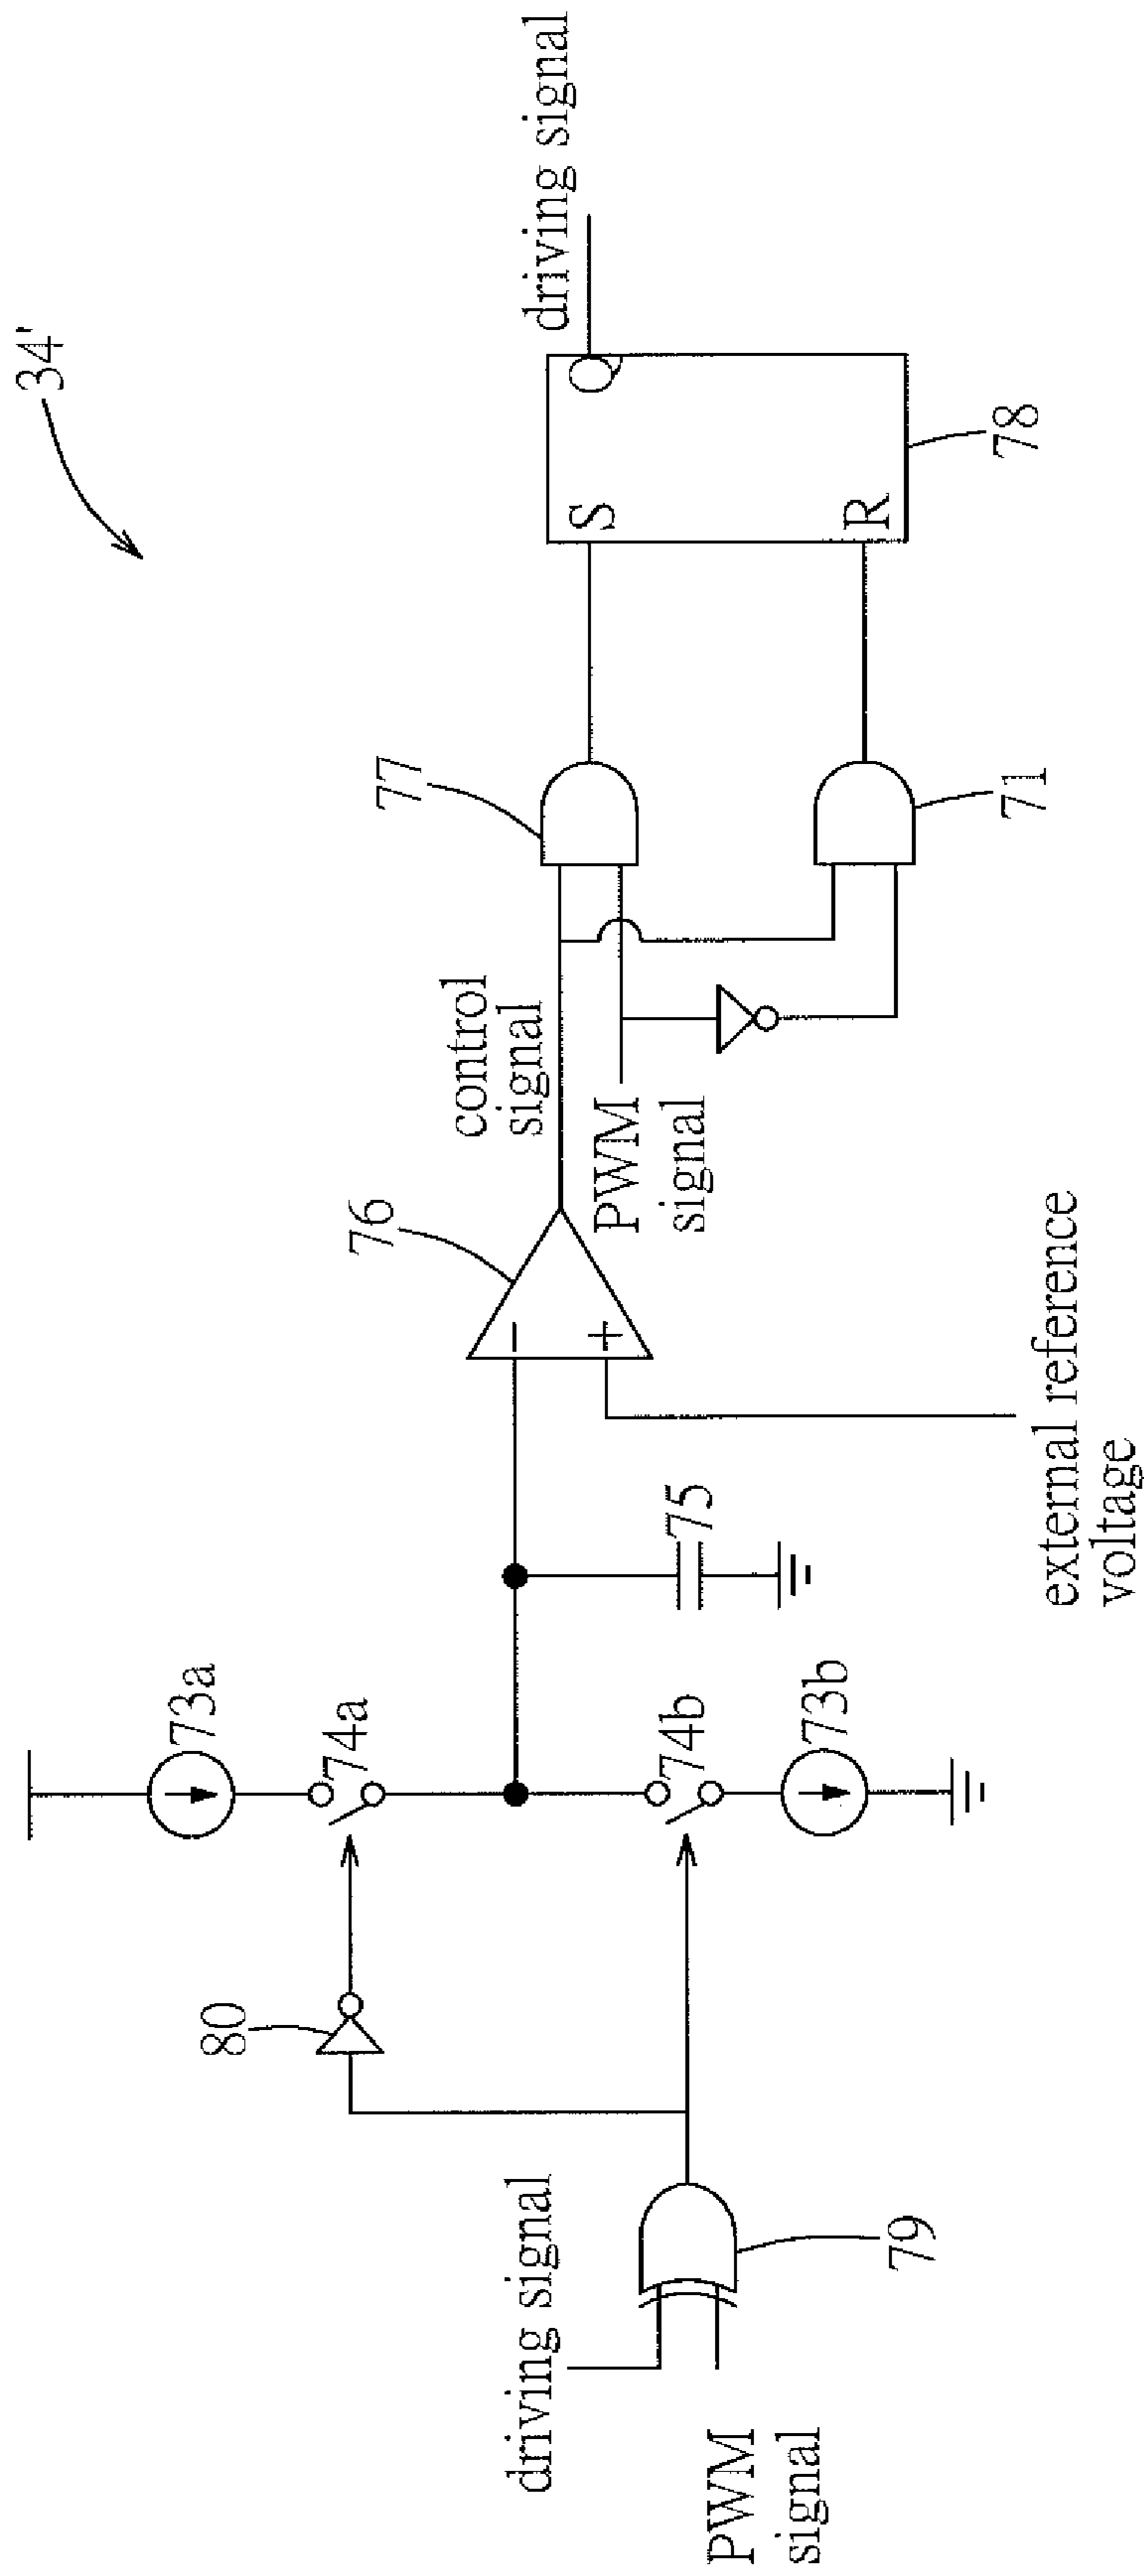 34'
driving signal
PWM
signal
79
80
73a
74a
74b
73b
75
external reference
voltage
−
+
76
control
signal
PWM
signal
77
71
S
R
Q
78
driving signal